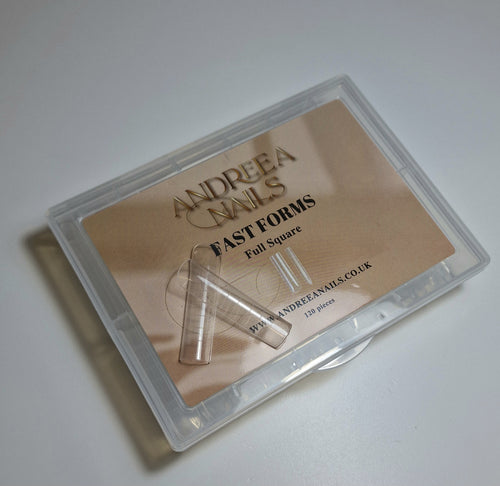 ANDREEA
NAILS
FAST FORMS
Full Square
WWW.ANDREEANAILS.CO.UK
120 pieces